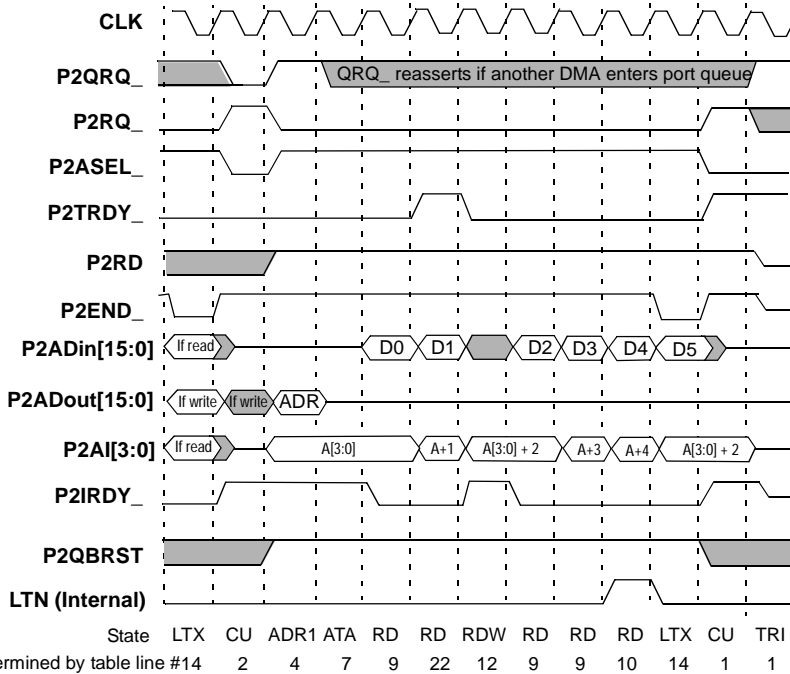 CLK
P2QRQ_ QRQ_ reasserts if another DMA enters port queue
P2RQ_
P2ASEL_
P2TRDY_
P2RD
P2END_
P2ADin[15:0] If read D0 D1 D2 D3 D4 D5
P2ADout[15:0] If write If write ADR
P2AI[3:0] If read A[3:0] A+1 A[3:0] + 2 A+3 A+4 A[3:0] + 2
P2IRDY_
P2QBRST
LTN (Internal)
State LTX CU ADR1 ATA RD RD RDW RD RD RD LTX CU TRI
ermined by table line #14 2 4 7 9 22 12 9 9 10 14 1 1